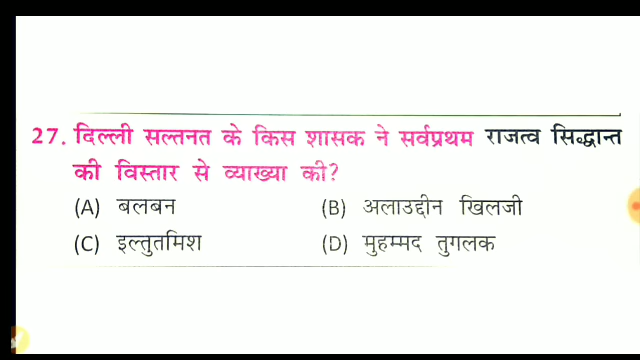 27. दिल्ली सल्तनत के किस शासक ने सर्वप्रथम राजत्व सिद्धान्त
की विस्तार से व्याख्या की?
(A) बलबन (B) अलाउद्दीन खिलजी
(C) इल्तुतमिश (D) मुहम्मद तुगलक